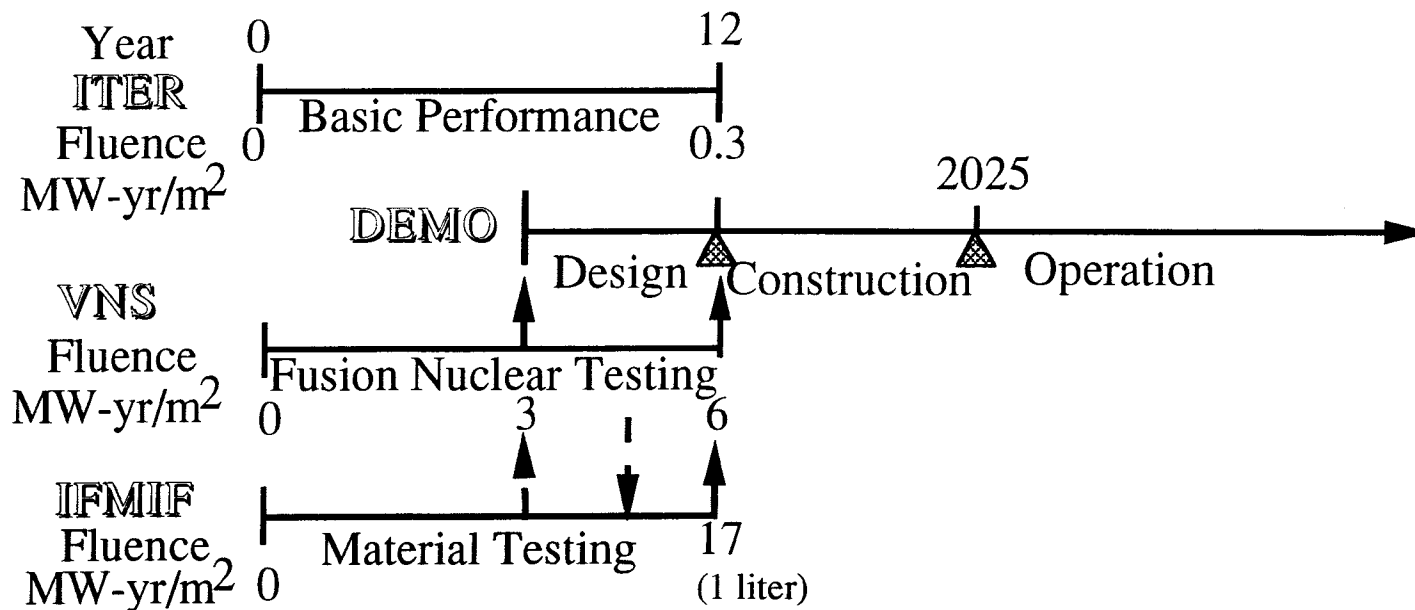 Year 0 12
ITER
Basic Performance
Fluence 0 0.3
MW-yr/m2
2025
DEMO
Design Construction Operation
VNS
Fluence
Fusion Nuclear Testing
MW-yr/m2 0 3 6
IFMIF
Fluence
Material Testing 17
MW-yr/m2 0 (1 liter)